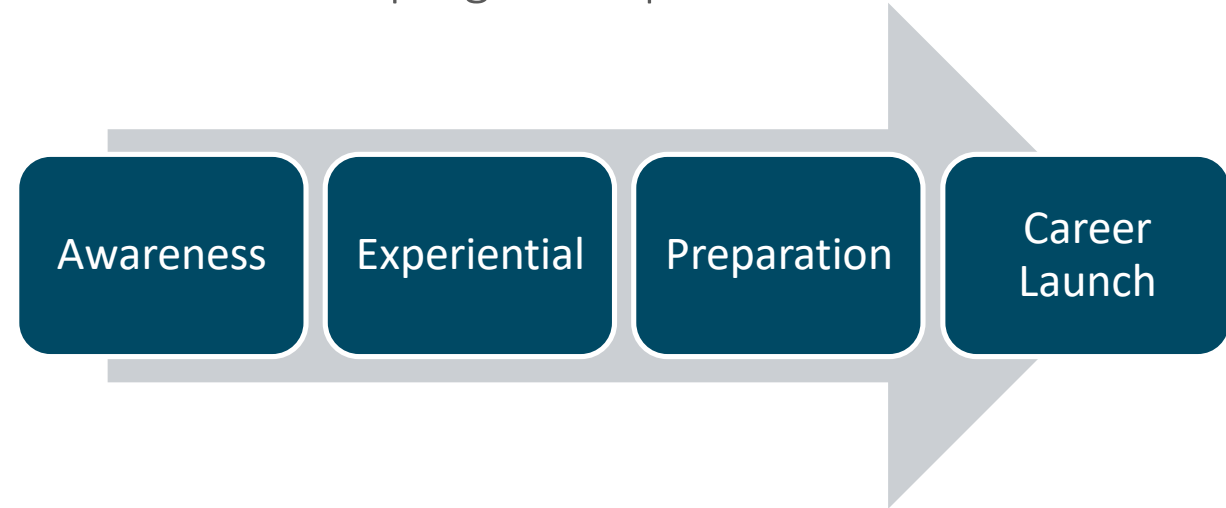 Awareness
Experiential
Preparation
Career
Launch